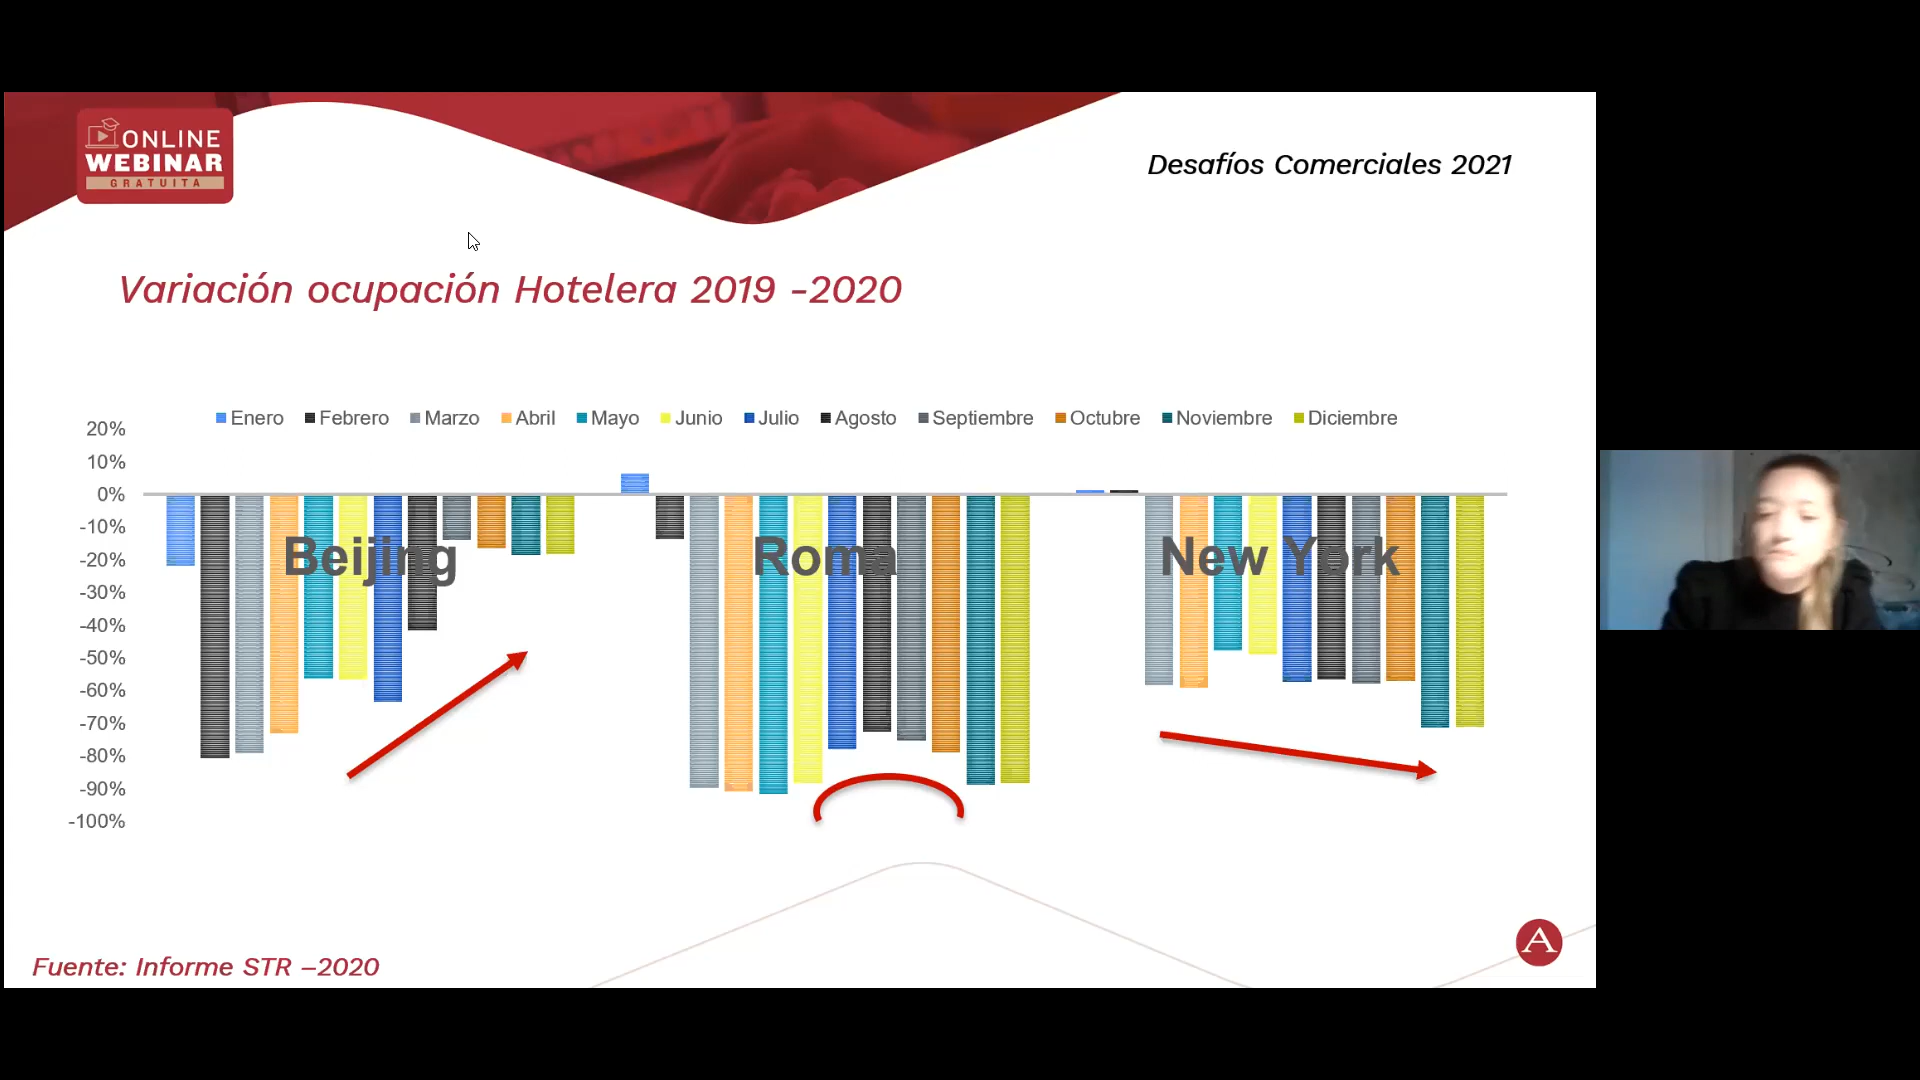 ONLINE
WEBINAR
GRATUITA
Desafíos Comerciales 2021
Variación ocupación Hotelera 2019 -2020
Enero Febrero Marzo Abril Mayo Junio Julio Agosto Septiembre Octubre Noviembre Diciembre
20%
10%
0%
-10%
-20%
-30%
-40%
-50%
-60%
-70%
-80%
-90%
-100%
Beijing Roma New York
A
Fuente: Informe STR –2020